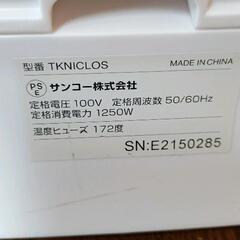 型番 TKNICLOS MADE IN CHINA
PS
E
サンコー株式会社
定格電圧 100V 定格周波数 50/60Hz
定格消費電力 1250W
温度ヒューズ 172度
SN:E2150285